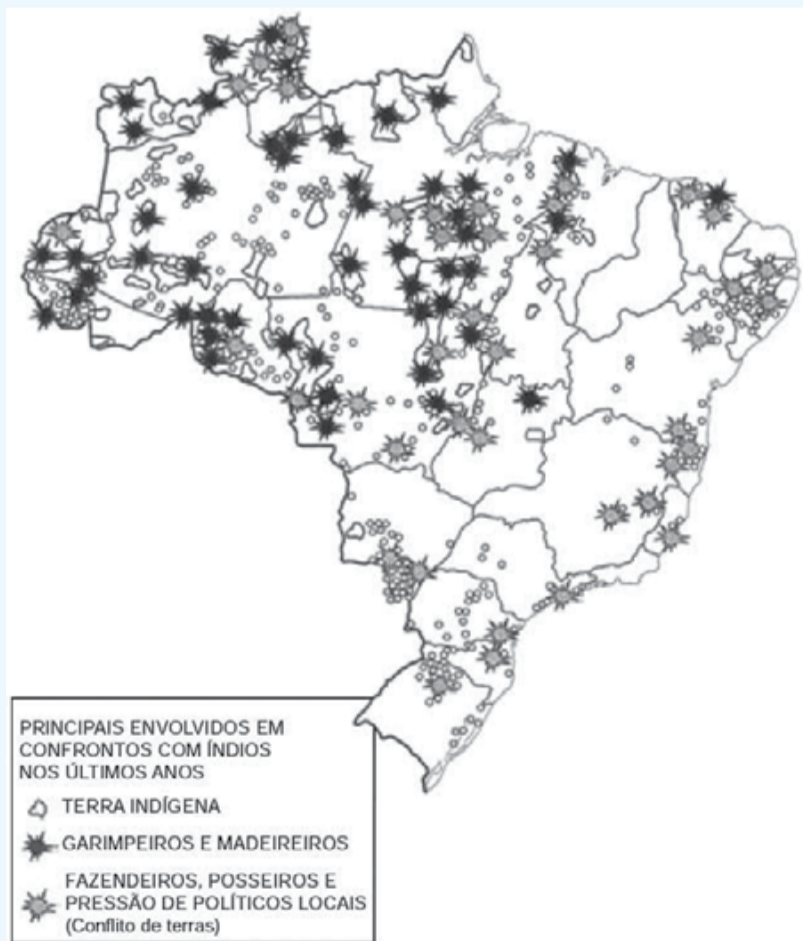 PRINCIPAIS ENVOLVIDOS EM
CONFRONTOS COM ÍNDIOS
NOS ÚLTIMOS ANOS
TERRA INDÍGENA
GARIMPEIROS E MADEIREIROS
FAZENDEIROS, POSSEIROS E
PRESSÃO DE POLÍTICOS LOCAIS
(Conflito de terras)